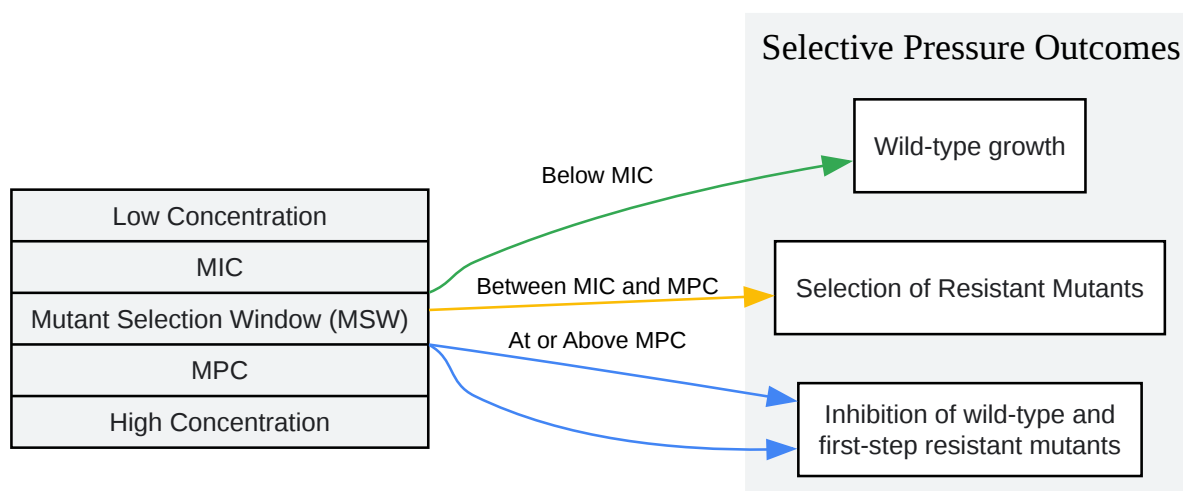 Selective Pressure Outcomes
Wild-type growth
Below MIC
Low Concentration
MIC
Between MIC and MPC
Selection of Resistant Mutants
Mutant Selection Window (MSW)
At or Above MPC
MPC
High Concentration
Inhibition of wild-type and
first-step resistant mutants